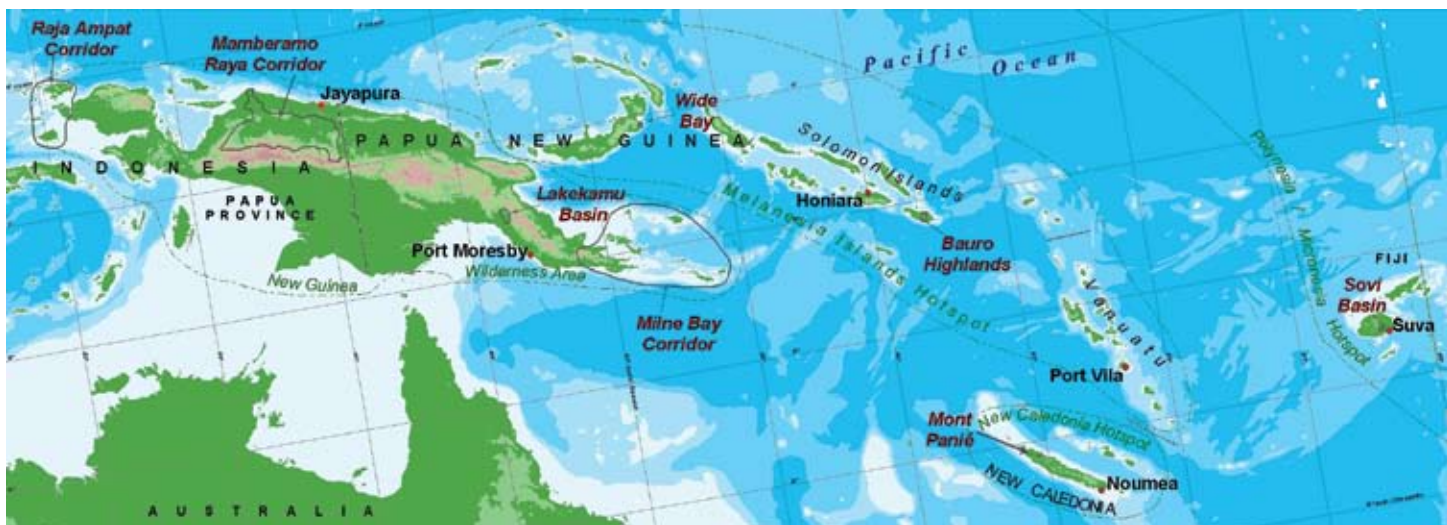 Raja Ampat
Corridor
Mamberamo
Raya Corridor
Jayapura
Pacific
Ocean
Wide
Bay
PAPUA NEW GUINEA
INDONESIA
PAPUA
PROVINCE
Solomon Islands
Lakekamu
Basin
Honiara
Melanesia Islands Hotspot
Port Moresby
New Guinea
Wilderness Area
Bauro
Highlands
Polynesia Micronesia Hotspot
FIJI
Sovi
Basin
Suva
Milne Bay
Corridor
Vanuatu
Port Vila
Mont
Panié
New Caledonia Hotspot
NEW CALEDONIA
Noumea
AUSTRALIA